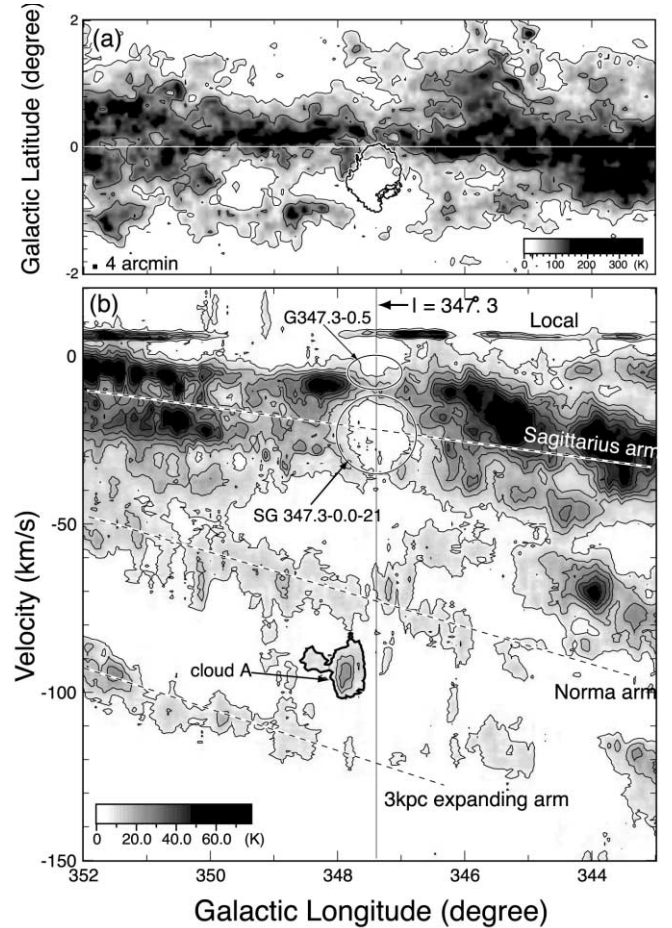 (a)
Galactic Latitude (degree)
2
0
-2
4 arcmin
0 100 200 300 (K)
(b)
Velocity (km/s)
0
-50
-100
-150
G347.3-0.5
l = 347°.3
Local
Sagittarius arm
SG 347.3-0.0-21
cloud A
Norma arm
3kpc expanding arm
0 20.0 40.0 60.0 (K)
352 350 348 346 344
Galactic Longitude (degree)